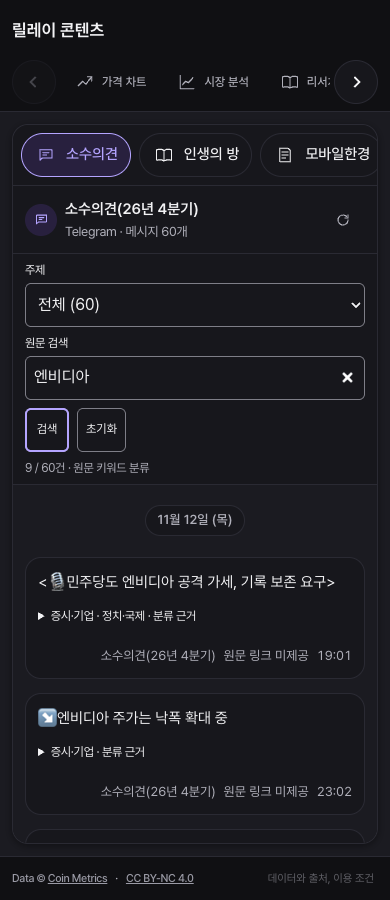 릴레이 콘텐츠
가격 차트
시장 분석
리서
소수의견
인생의 방
모바일한경
소수의견(26년 4분기)
Telegram · 메시지 60개
주제
전체 (60)
원문 검색
엔비디아
검색
초기화
9 / 60건 · 원문 키워드 분류
11월 12일 (목)
<🎙️민주당도 엔비디아 공격 가세, 기록 보존 요구>
▶ 증시·기업 · 정치·국제 · 분류 근거
소수의견(26년 4분기) 원문 링크 미제공 19:01
↘️엔비디아 주가는 낙폭 확대 중
▶ 증시·기업 · 분류 근거
소수의견(26년 4분기) 원문 링크 미제공 23:02
Data © Coin Metrics · CC BY-NC 4.0
데이터와 출처, 이용 조건